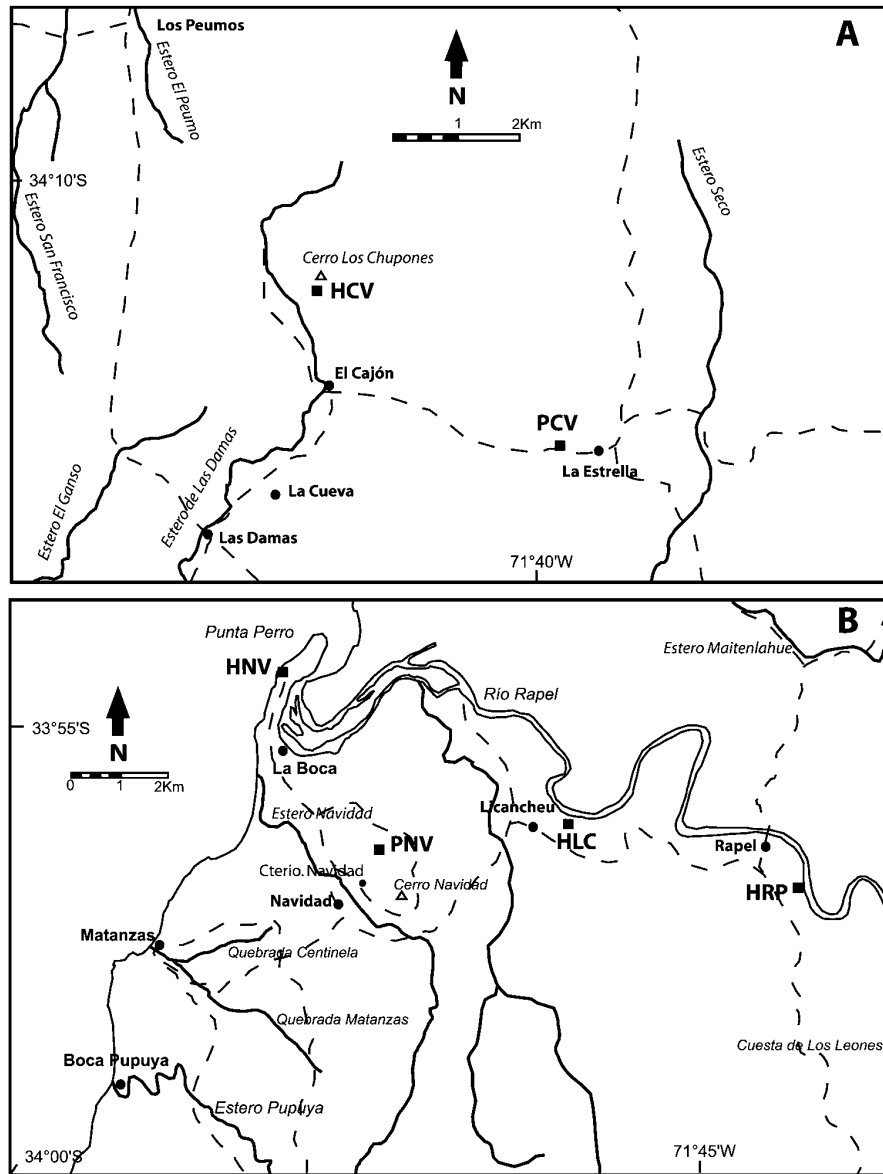 Los Peumos
A
Estero El Peumo
N
1
2Km
34°10'S
Estero San Francisco
Estero Seco
Cerro Los Chupones
HCV
El Cajón
PCV
La Estrella
Estero El Ganso
Estero de Las Damas
La Cueva
Las Damas
71°40'W
B
Punta Perro
Estero Maitenlahue
HNV
Río Rapel
33°55'S
N
0
1
2Km
La Boca
Estero Navidad
Licancheu
HLC
PNV
Rapel
Cterio. Navidad
Cerro Navidad
HRP
Navidad
Matanzas
Quebrada Centinela
Quebrada Matanzas
Cuesta de Los Leones
Boca Pupuya
Estero Pupuya
34°00'S
71°45'W